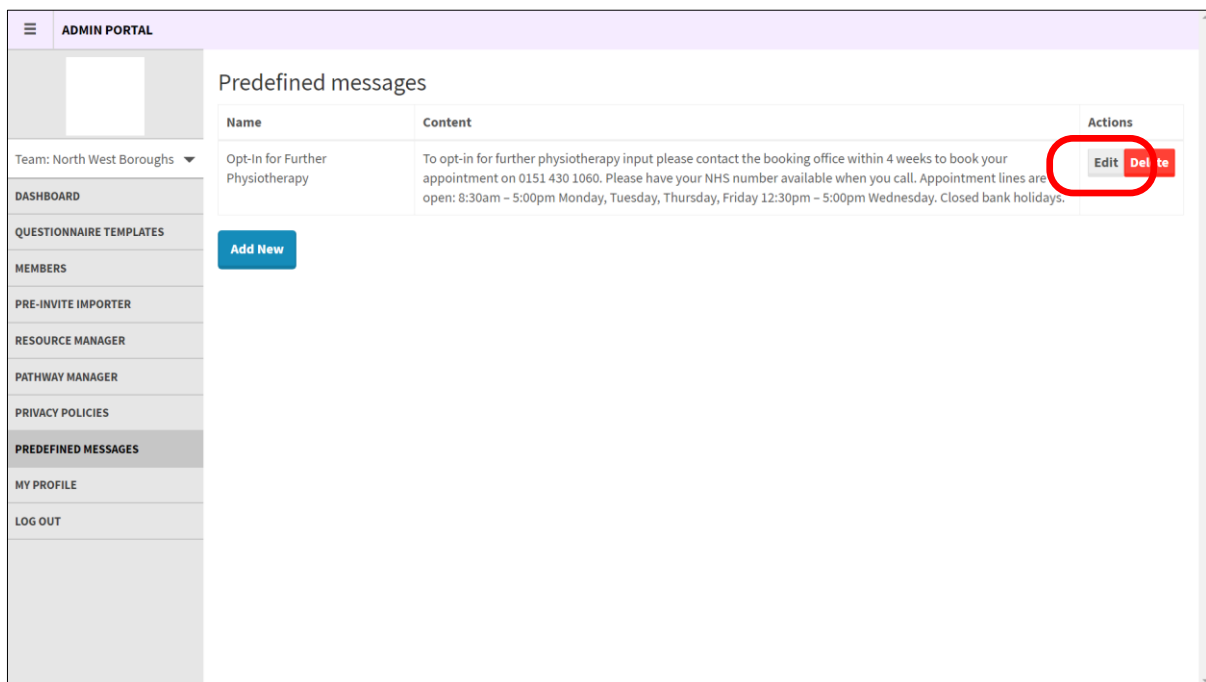 ☰ ADMIN PORTAL
Team: North West Boroughs
DASHBOARD
QUESTIONNAIRE TEMPLATES
MEMBERS
PRE-INVITE IMPORTER
RESOURCE MANAGER
PATHWAY MANAGER
PRIVACY POLICIES
PREDEFINED MESSAGES
MY PROFILE
LOG OUT
Predefined messages
Name Content Actions
Opt-In for Further
Physiotherapy
To opt-in for further physiotherapy input please contact the booking office within 4 weeks to book your
appointment on 0151 430 1060. Please have your NHS number available when you call. Appointment lines are
open: 8:30am – 5:00pm Monday, Tuesday, Thursday, Friday 12:30pm – 5:00pm Wednesday. Closed bank holidays.
Edit Delete
Add New